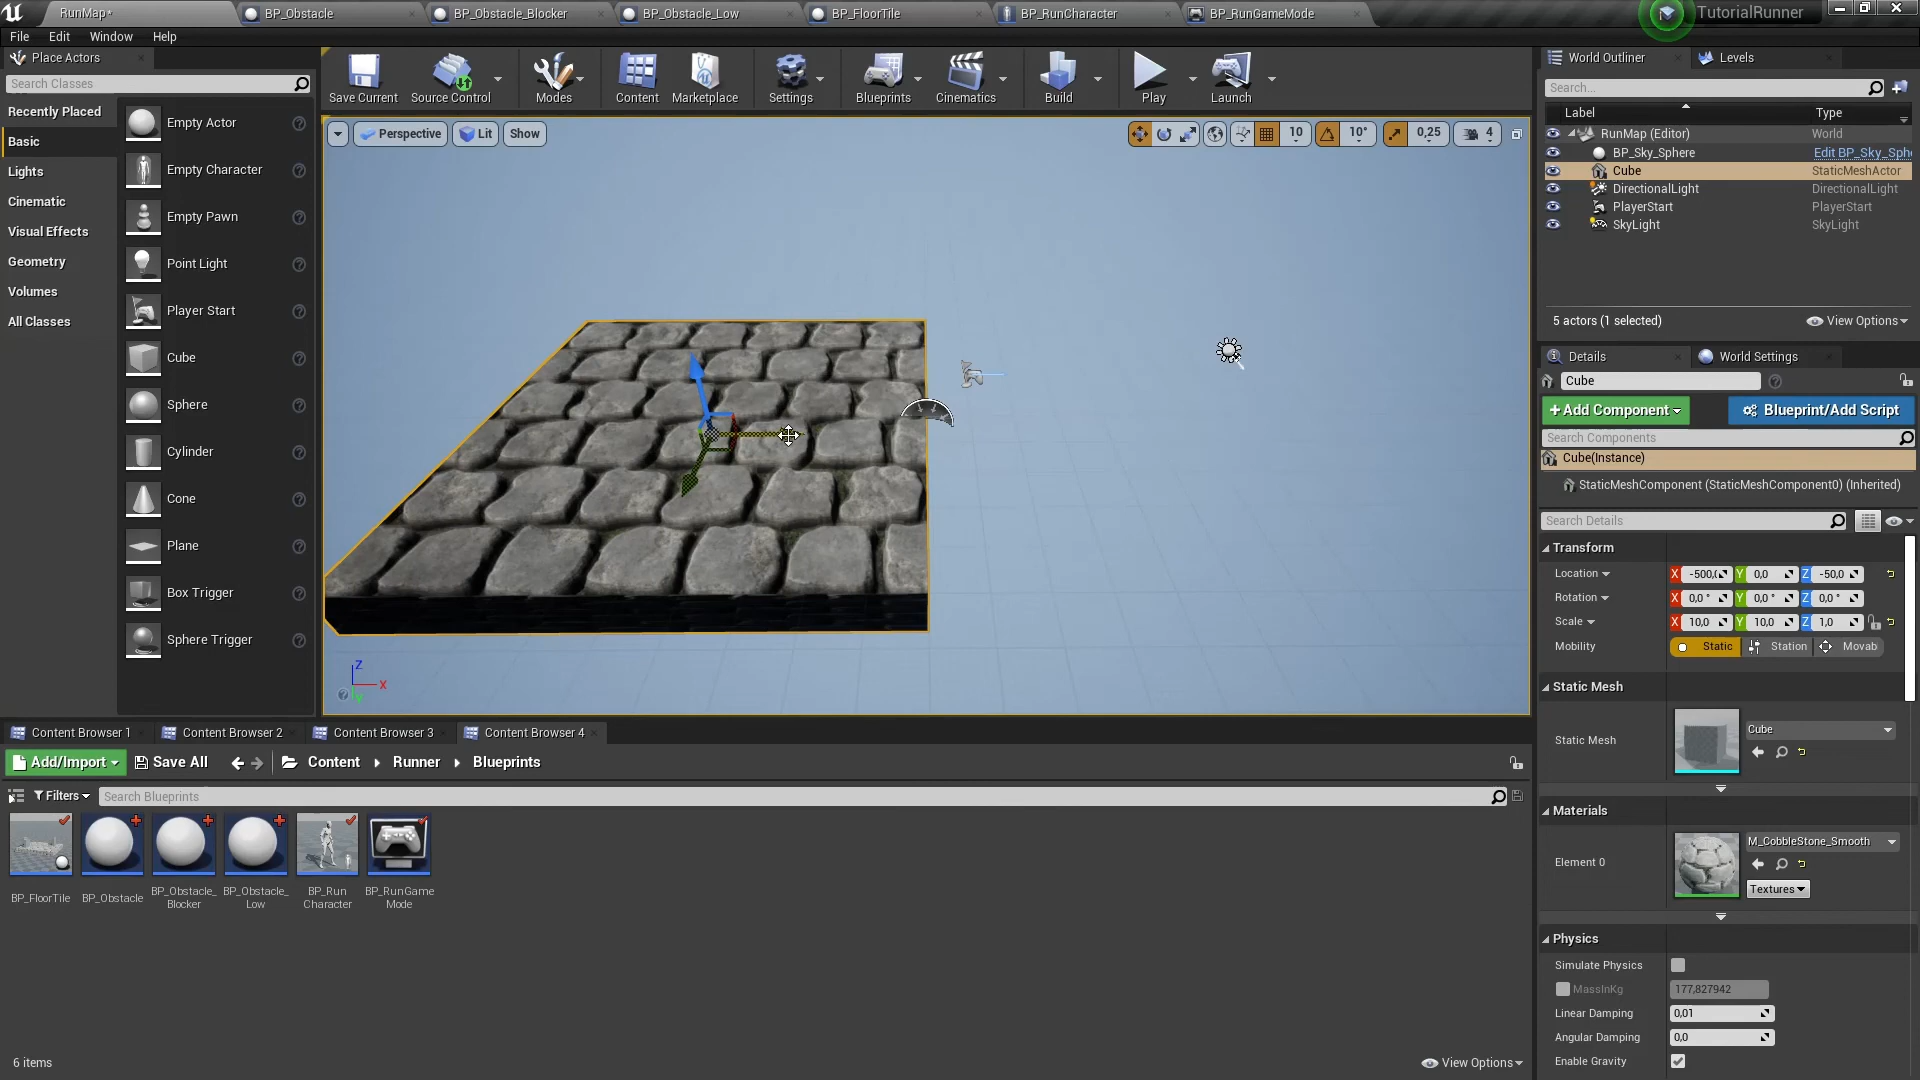 RunMap*
BP_Obstacle
BP_Obstacle_Blocker
BP_Obstacle_Low
BP_FloorTile
BP_RunCharacter
BP_RunGameMode
TutorialRunner
File Edit Window Help
Place Actors
Search Classes
Recently Placed
Basic
Lights
Cinematic
Visual Effects
Geometry
Volumes
All Classes
Empty Actor
Empty Character
Empty Pawn
Point Light
Player Start
Cube
Sphere
Cylinder
Cone
Plane
Box Trigger
Sphere Trigger
Save Current
Source Control
Modes
Content
Marketplace
Settings
Blueprints
Cinematics
Build
Play
Launch
Perspective
Lit
Show
10
10°
0,25
4
Z
X
Y
World Outliner
Levels
Search...
Label Type
RunMap (Editor) World
BP_Sky_Sphere Edit BP_Sky_Sph
Cube StaticMeshActor
DirectionalLight DirectionalLight
PlayerStart PlayerStart
SkyLight SkyLight
5 actors (1 selected)
View Options
Details
World Settings
Cube
+Add Component
Blueprint/Add Script
Search Components
Cube(Instance)
StaticMeshComponent (StaticMeshComponent0) (Inherited)
Search Details
Transform
Location X -500,( Y 0,0 Z -50,0
Rotation X 0,0 ° Y 0,0 ° Z 0,0 °
Scale X 10,0 Y 10,0 Z 1,0
Mobility Static Station Movab
Static Mesh
Static Mesh
Cube
Materials
Element 0
M_CobbleStone_Smooth
Textures
Physics
Simulate Physics
MassInKg 177,827942
Linear Damping 0,01
Angular Damping 0,0
Enable Gravity
Content Browser 1
Content Browser 2
Content Browser 3
Content Browser 4
Add/Import
Save All
Content
Runner
Blueprints
Filters
Search Blueprints
BP_FloorTile
BP_Obstacle
BP_Obstacle_
Blocker
BP_Obstacle_
Low
BP_Run
Character
BP_RunGame
Mode
6 items
View Options